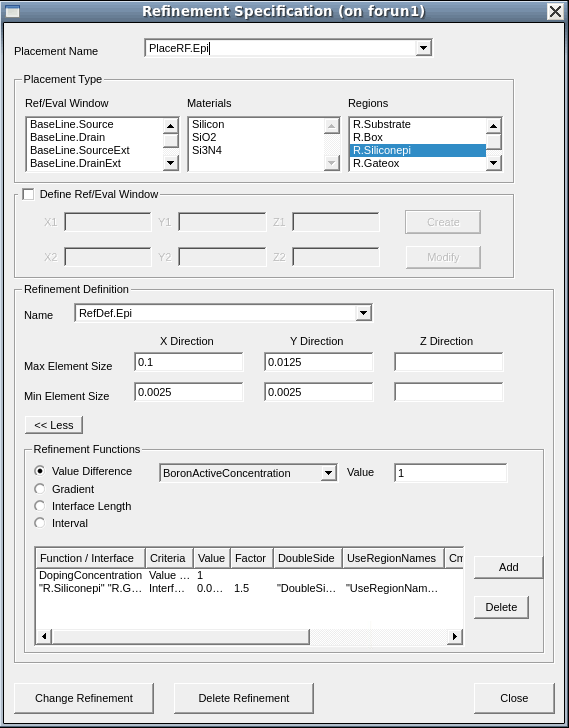 Refinement Specification (on forun1)
Placement Name
PlaceRF.Epi
Placement Type
Ref/Eval Window Materials Regions
BaseLine.Source Silicon R.Substrate
BaseLine.Drain SiO2 R.Box
BaseLine.SourceExt Si3N4 R.Siliconepi
BaseLine.DrainExt R.Gateox
Define Ref/Eval Window
X1 Y1 Z1 Create
X2 Y2 Z2 Modify
Refinement Definition
Name RefDef.Epi
X Direction Y Direction Z Direction
Max Element Size 0.1 0.0125
Min Element Size 0.0025 0.0025
<< Less
Refinement Functions
Value Difference BoronActiveConcentration Value 1
Gradient
Interface Length
Interval
Function / Interface Criteria Value Factor DoubleSide UseRegionNames Cm
DopingConcentration Value ... 1
"R.Siliconepi" "R.G... Interf... 0.0... 1.5 "DoubleSi... "UseRegionNam...
Add
Delete
Change Refinement Delete Refinement Close